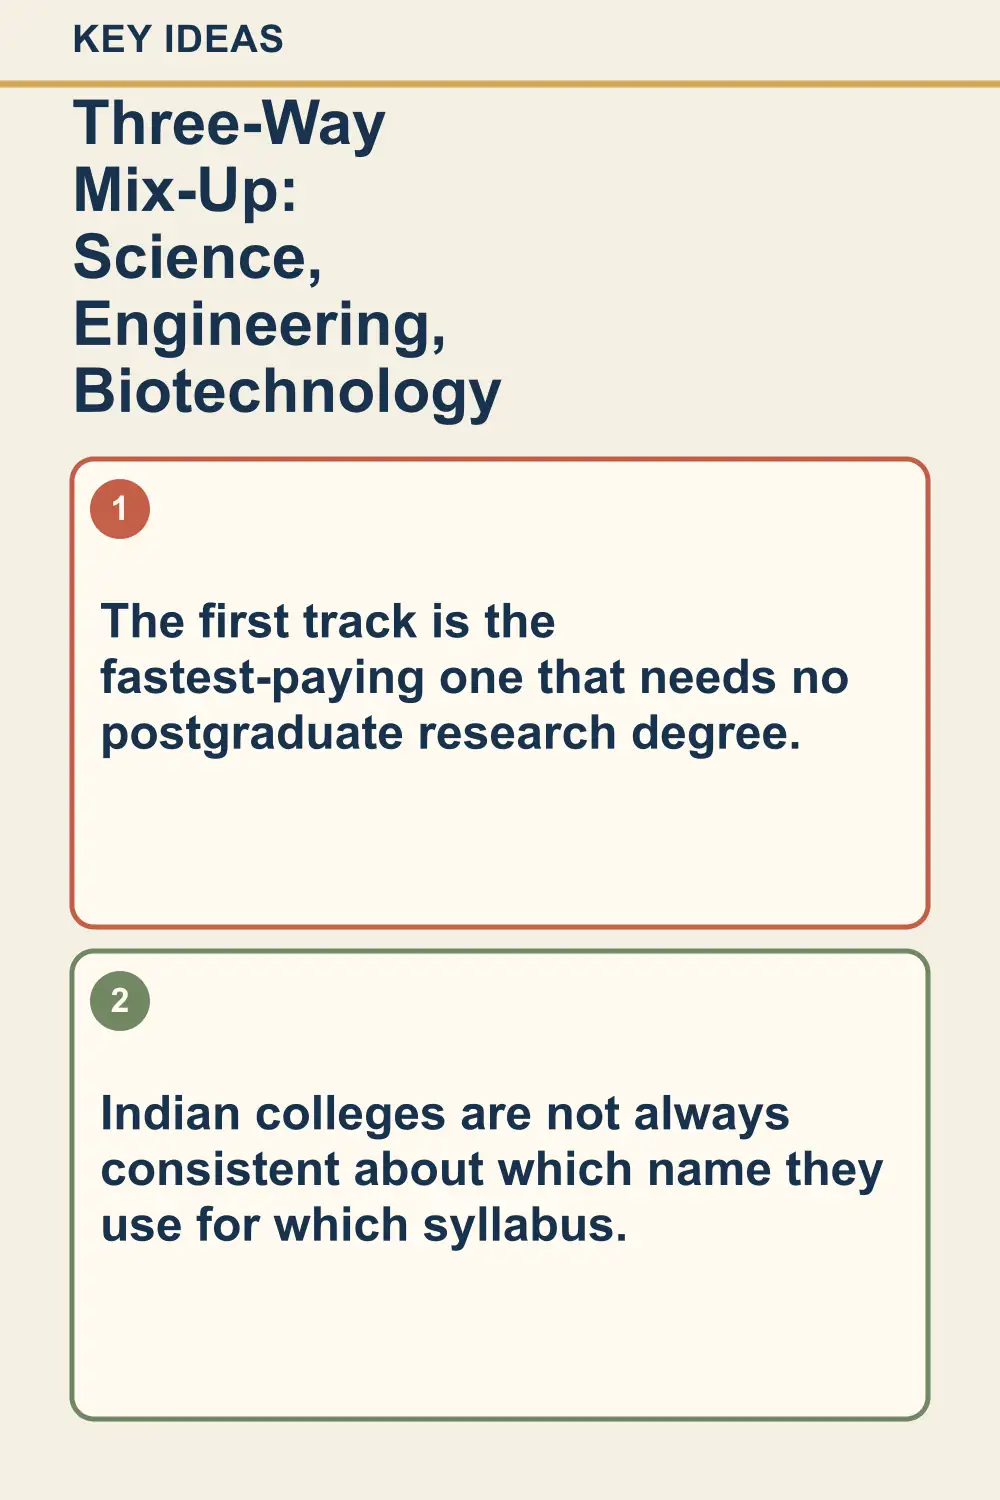 KEY IDEAS
Three-Way
Mix-Up:
Science,
Engineering,
Biotechnology
1
The first track is the
fastest-paying one that needs no
postgraduate research degree.
2
Indian colleges are not always
consistent about which name they
use for which syllabus.